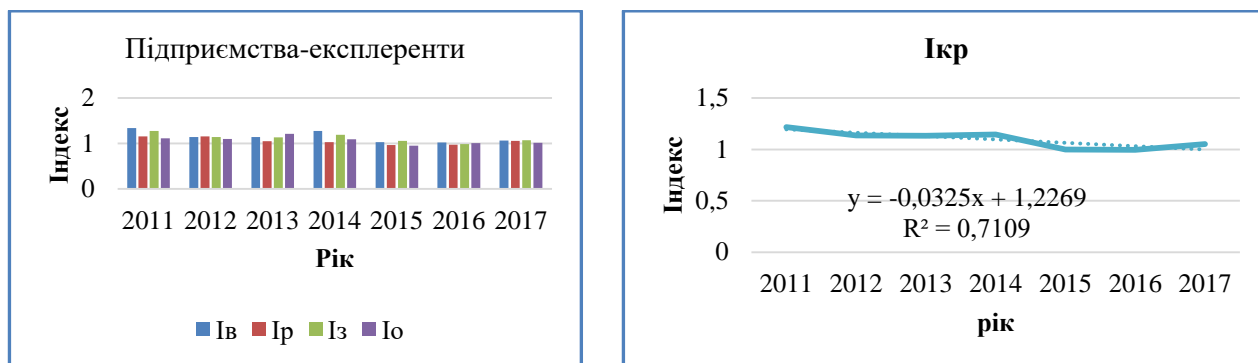 Підприємства-експлеренти
2
1
0
Індекс
2011 2012 2013 2014 2015 2016 2017
Рік
Ів Ір Із Іо
Ікр
1,5
1
0,5
0
Індекс
y = -0,0325x + 1,2269
R² = 0,7109
2011 2012 2013 2014 2015 2016 2017
рік